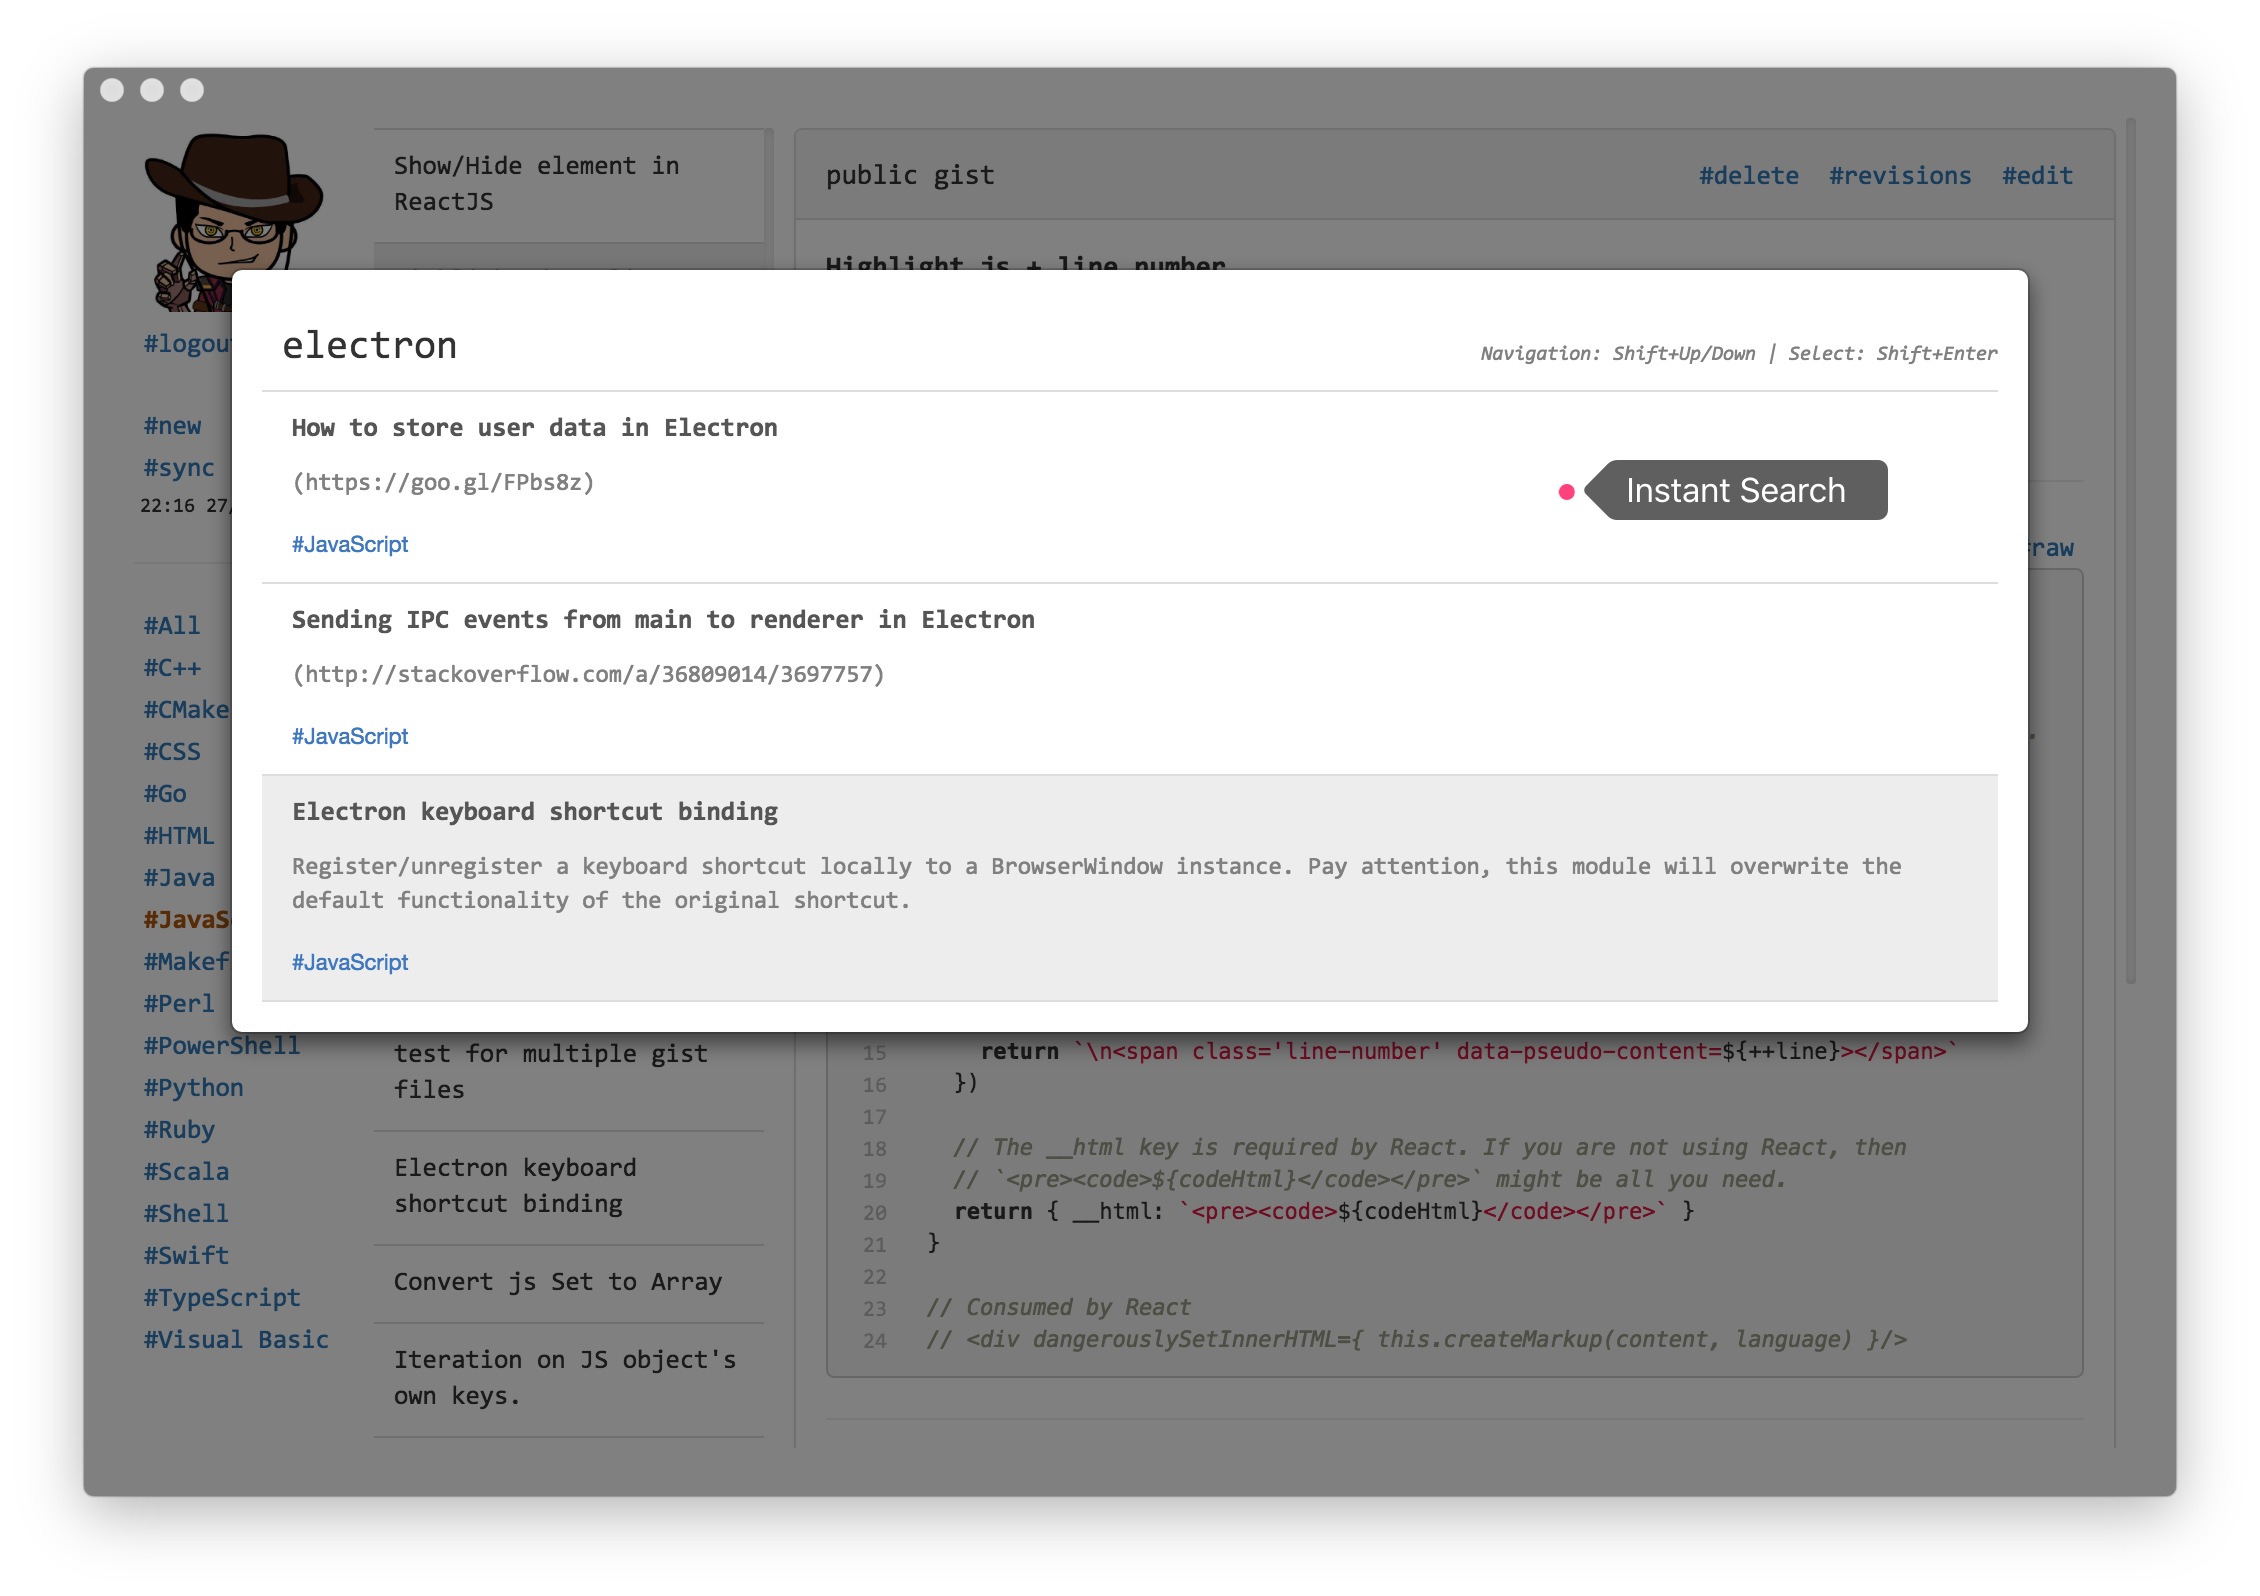 Show/Hide element in
ReactJS
public gist
#delete #revisions #edit
Highlight js + line number
#logout
#new
#sync
22:16 27/
electron
Navigation: Shift+Up/Down | Select: Shift+Enter
How to store user data in Electron
(https://goo.gl/FPbs8z)
#JavaScript
Instant Search
Sending IPC events from main to renderer in Electron
(http://stackoverflow.com/a/36809014/3697757)
#JavaScript
Electron keyboard shortcut binding
Register/unregister a keyboard shortcut locally to a BrowserWindow instance. Pay attention, this module will overwrite the
default functionality of the original shortcut.
#JavaScript
#raw
#All
#C++
#CMake
#CSS
#Go
#HTML
#Java
#JavaS
#Makef
#Perl
#PowerShell
#Python
#Ruby
#Scala
#Shell
#Swift
#TypeScript
#Visual Basic
test for multiple gist
files
Electron keyboard
shortcut binding
Convert js Set to Array
Iteration on JS object's
own keys.
15 return `\n<span class='line-number' data-pseudo-content=${++line}></span>`
16 })
17
18 // The __html key is required by React. If you are not using React, then
19 // `<pre><code>${codeHtml}</code></pre>` might be all you need.
20 return { __html: `<pre><code>${codeHtml}</code></pre>` }
21 }
22
23 // Consumed by React
24 // <div dangerouslySetInnerHTML={ this.createMarkup(content, language) }/>